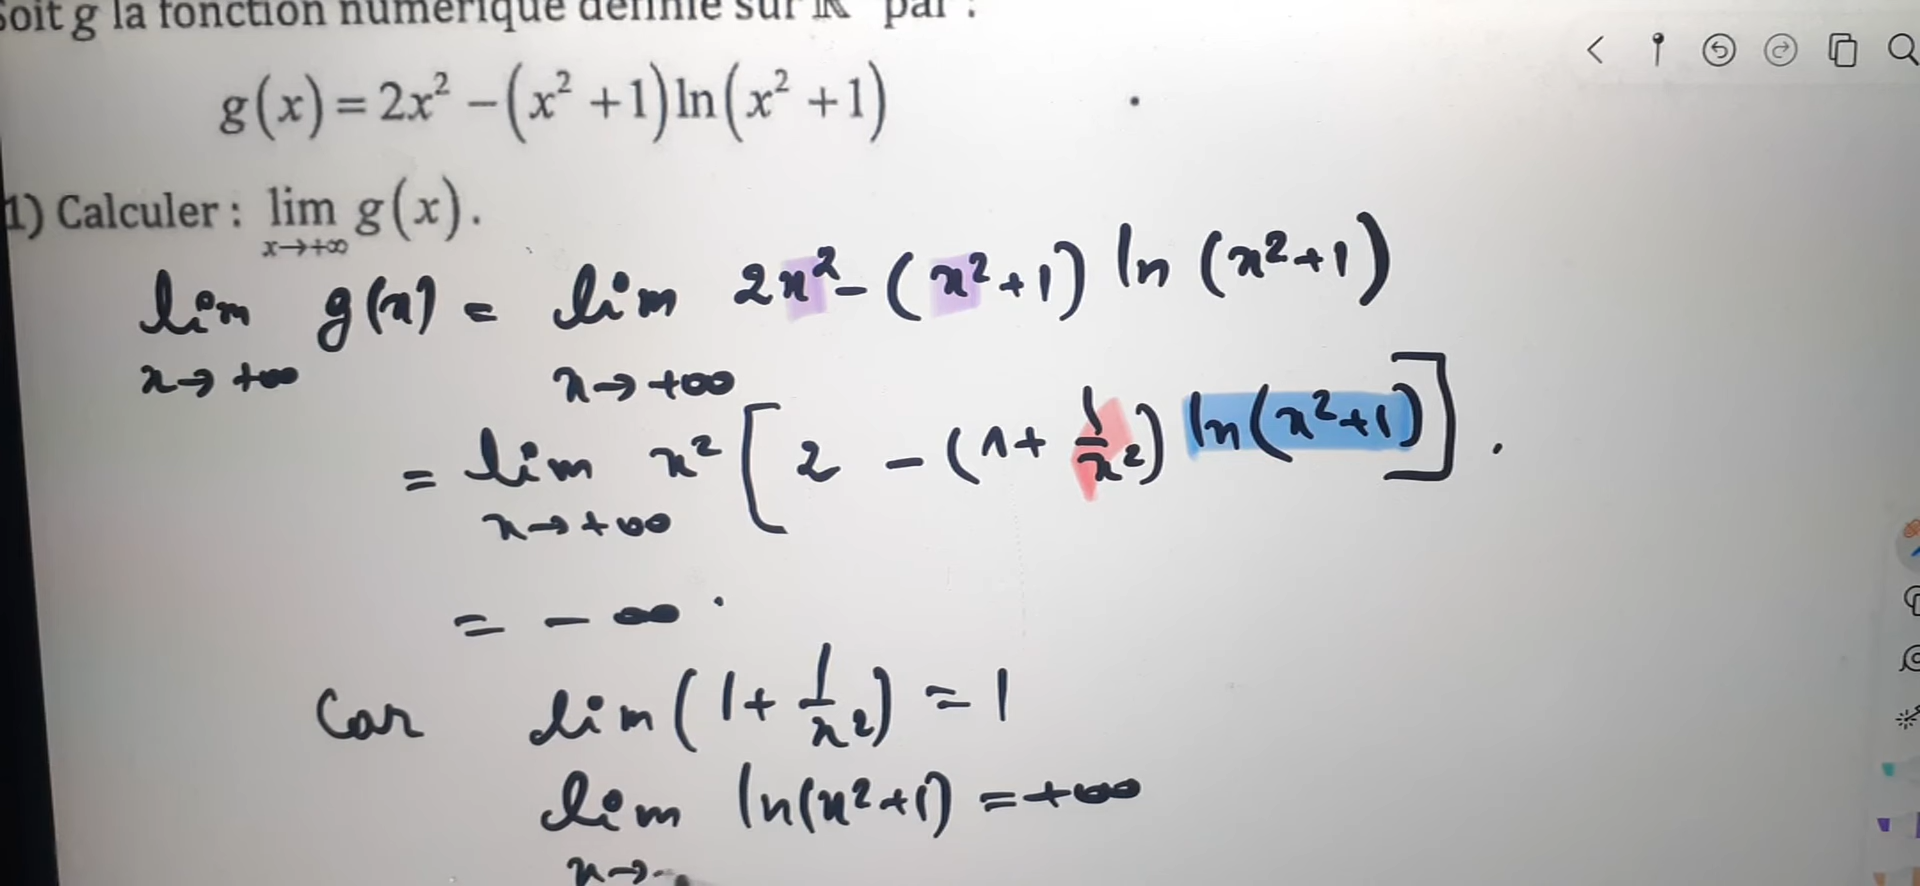 soit g la fonction numérique définie sur ℝ par :
g(x) = 2x² − (x² + 1) ln(x² + 1)
1) Calculer : lim g(x).
x→+∞
lim g(x) = lim 2x² − (x² + 1) ln (x² + 1)
x→+∞ x→+∞
= lim x² [ 2 − (1 + 1/x²) ln(x² + 1) ] .
x→+∞
= − ∞ .
Car lim (1 + 1/x²) = 1
lim ln(x² + 1) = +∞
x→